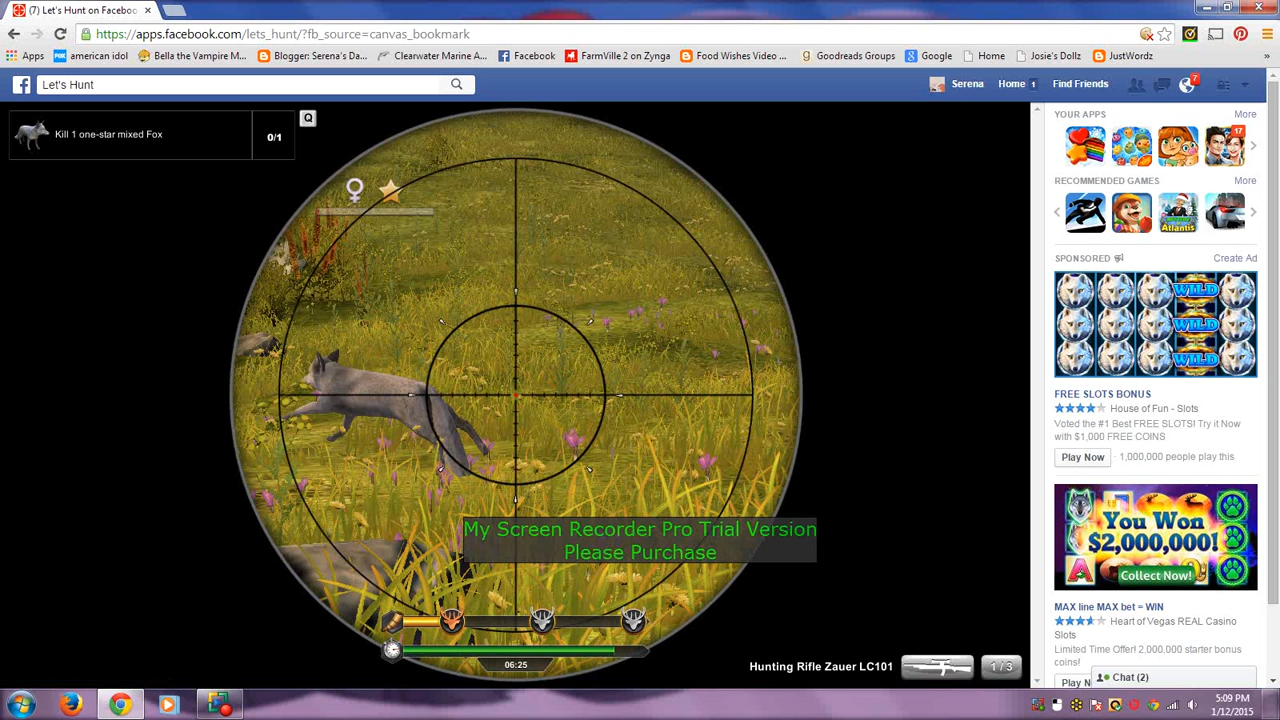 (7) Let's Hunt on Faceboo
https://apps.facebook.com/lets_hunt/?fb_source=canvas_bookmark
Apps
american idol
Bella the Vampire M...
Blogger: Serena's Da...
Clearwater Marine A...
Facebook
FarmVille 2 on Zynga
Food Wishes Video ...
Goodreads Groups
Google
Home
Josie's Dolz
JustWordz
»
Let's Hunt
Serena
Home 1
Find Friends
7
Kill 1 one-star mixed Fox
0/1
Q
My Screen Recorder Pro Trial Version
Please Purchase
06:25
Hunting Rifle Zauer LC101
1 / 3
YOUR APPS
More
17
RECOMMENDED GAMES
More
Atlantis
SPONSORED
Create Ad
WILD
WILD
WILD
FREE SLOTS BONUS
House of Fun - Slots
Voted the #1 Best FREE SLOTS! Try it Now
with $1,000 FREE COINS
Play Now
· 1,000,000 people play this
You Won
$2,000,000!
Collect Now!
MAX line MAX bet = WIN
Heart of Vegas REAL Casino
Slots
Limited Time Offer! 2,000,000 starter bonus
coins!
Play N
Chat (2)
5:09 PM
1/12/2015